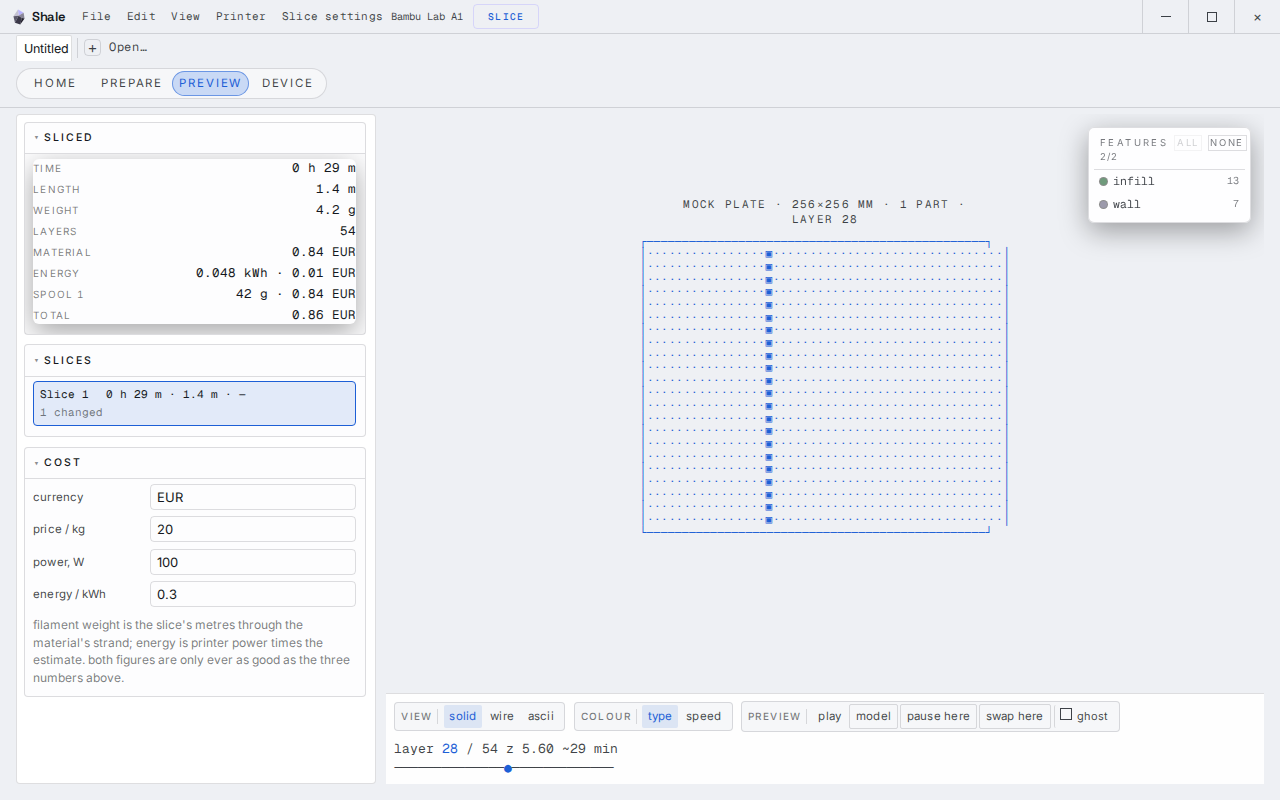 Shale File Edit View Printer Slice settings Bambu Lab A1 SLICE
Untitled + Open…
HOME PREPARE PREVIEW DEVICE
SLICED
TIME 0 h 29 m
LENGTH 1.4 m
WEIGHT 4.2 g
LAYERS 54
MATERIAL 0.84 EUR
ENERGY 0.048 kWh · 0.01 EUR
SPOOL 1 42 g · 0.84 EUR
TOTAL 0.86 EUR
SLICES
Slice 1 0 h 29 m · 1.4 m · —
1 changed
COST
currency EUR
price / kg 20
power, W 100
energy / kWh 0.3
filament weight is the slice's metres through the
material's strand; energy is printer power times the
estimate. both figures are only ever as good as the three
numbers above.
MOCK PLATE · 256×256 MM · 1 PART ·
LAYER 28
FEATURES ALL NONE
2/2
infill 13
wall 7
VIEW solid wire ascii COLOUR type speed PREVIEW play model pause here swap here ghost
layer 28 / 54 z 5.60 ~29 min